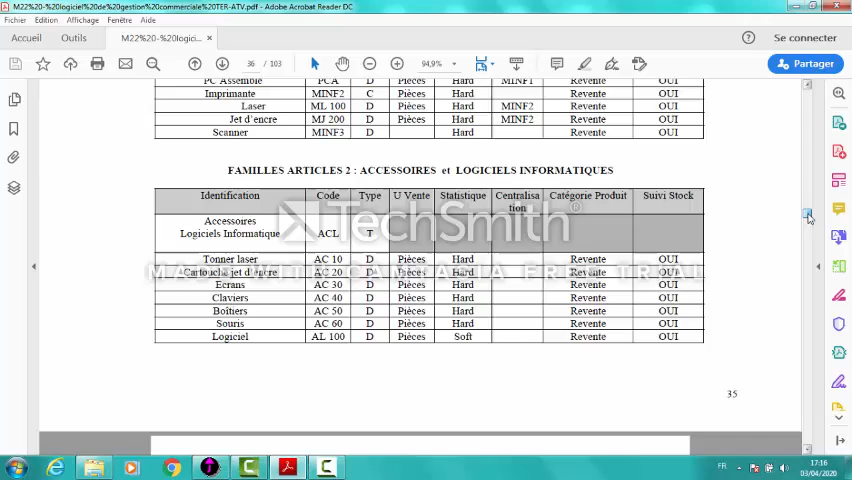 M22%20-%20logiciel%20de%20gestion%20commerciale%20TER-ATV.pdf - Adobe Acrobat Reader DC
Fichier Edition Affichage Fenêtre Aide
Accueil Outils M22%20-%20logici... × Se connecter
36 / 103 94,9% Partager
PC Assemblé PCA D Pièces Hard MINF1 Revente OUI
Imprimante MINF2 C Pièces Hard Revente OUI
Laser ML 100 D Pièces Hard MINF2 Revente OUI
Jet d'encre MJ 200 D Pièces Hard MINF2 Revente OUI
Scanner MINF3 D Hard Revente OUI
FAMILLES ARTICLES 2 : ACCESSOIRES et LOGICIELS INFORMATIQUES
Identification Code Type U Vente Statistique Centralisa tion Catégorie Produit Suivi Stock
Accessoires
Logiciels Informatique ACL T
TechSmith®
Tonner laser AC 10 D Pièces Hard Revente OUI
MADE WITH CAMTASIA FREE TRIAL
Cartouche jet d'encre AC 20 D Pièces Hard Revente OUI
Ecrans AC 30 D Pièces Hard Revente OUI
Claviers AC 40 D Pièces Hard Revente OUI
Boîtiers AC 50 D Pièces Hard Revente OUI
Souris AC 60 D Pièces Hard Revente OUI
Logiciel AL 100 D Pièces Soft Revente OUI
35
FR 17:16
03/04/2020